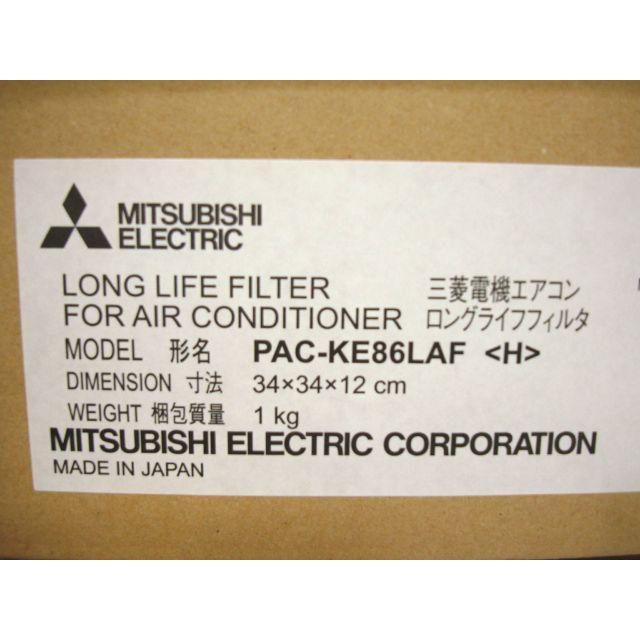 MITSUBISHI
ELECTRIC
LONG LIFE FILTER 三菱電機エアコン
FOR AIR CONDITIONER ロングライフフィルタ
MODEL 形名 PAC-KE86LAF <H>
DIMENSION 寸法 34×34×12 cm
WEIGHT 梱包質量 1 kg
MITSUBISHI ELECTRIC CORPORATION
MADE IN JAPAN